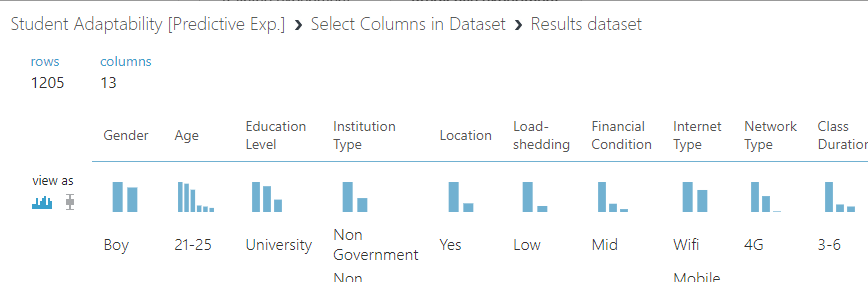 Student Adaptability [Predictive Exp.] › Select Columns in Dataset › Results dataset
rows columns
1205 13
Gender Age Education Level Institution Type Location Load-shedding Financial Condition Internet Type Network Type Class Duration
view as
Boy 21-25 University Non Government Yes Low Mid Wifi 4G 3-6
Non Mobile